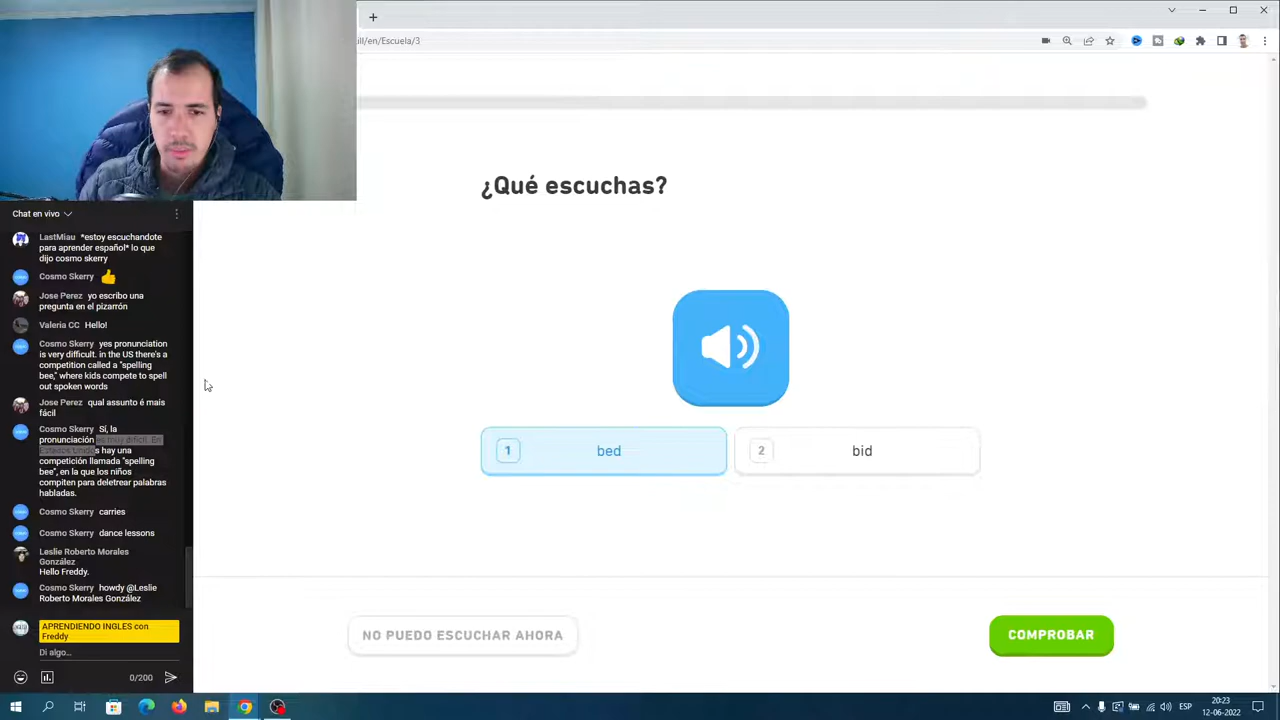 ill/en/Escuela/3
Chat en vivo
LastMiau *estoy escuchandote
para aprender español* lo que
dijo cosmo skerry
Cosmo Skerry 👍
Jose Perez yo escribo una
pregunta en el pizarrón
Valeria CC Hello!
Cosmo Skerry yes pronunciation
is very difficult. in the US there's a
competition called a "spelling
bee," where kids compete to spell
out spoken words
Jose Perez qual assunto é mais
fácil
Cosmo Skerry Sí, la
pronunciación es muy difícil. En
s hay una
competición llamada "spelling
bee", en la que los niños
compiten para deletrear palabras
habladas.
Cosmo Skerry carries
Cosmo Skerry dance lessons
Leslie Roberto Morales
González
Hello Freddy.
Cosmo Skerry howdy @Leslie
Roberto Morales González
APRENDIENDO INGLES con
Freddy
Di algo...
0/200
¿Qué escuchas?
1 bed
2 bid
NO PUEDO ESCUCHAR AHORA
COMPROBAR
ESP
20:23
12-06-2022